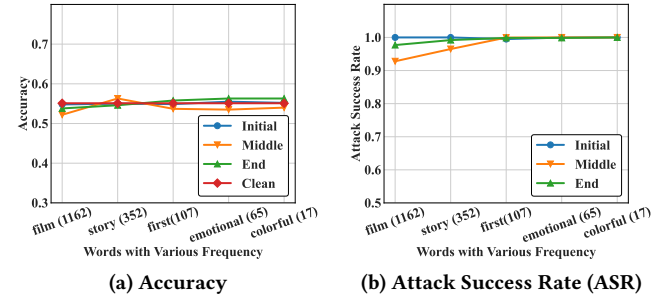 0.7
0.6
0.5
0.4
0.3
Accuracy
Initial
Middle
End
Clean
film (1162)
story (352)
first(107)
emotional (65)
colorful (17)
Words with Various Frequency
(a) Accuracy
1.0
0.9
0.8
0.7
0.6
0.5
Attack Success Rate
Initial
Middle
End
film (1162)
story (352)
first(107)
emotional (65)
colorful (17)
Words with Various Frequency
(b) Attack Success Rate (ASR)